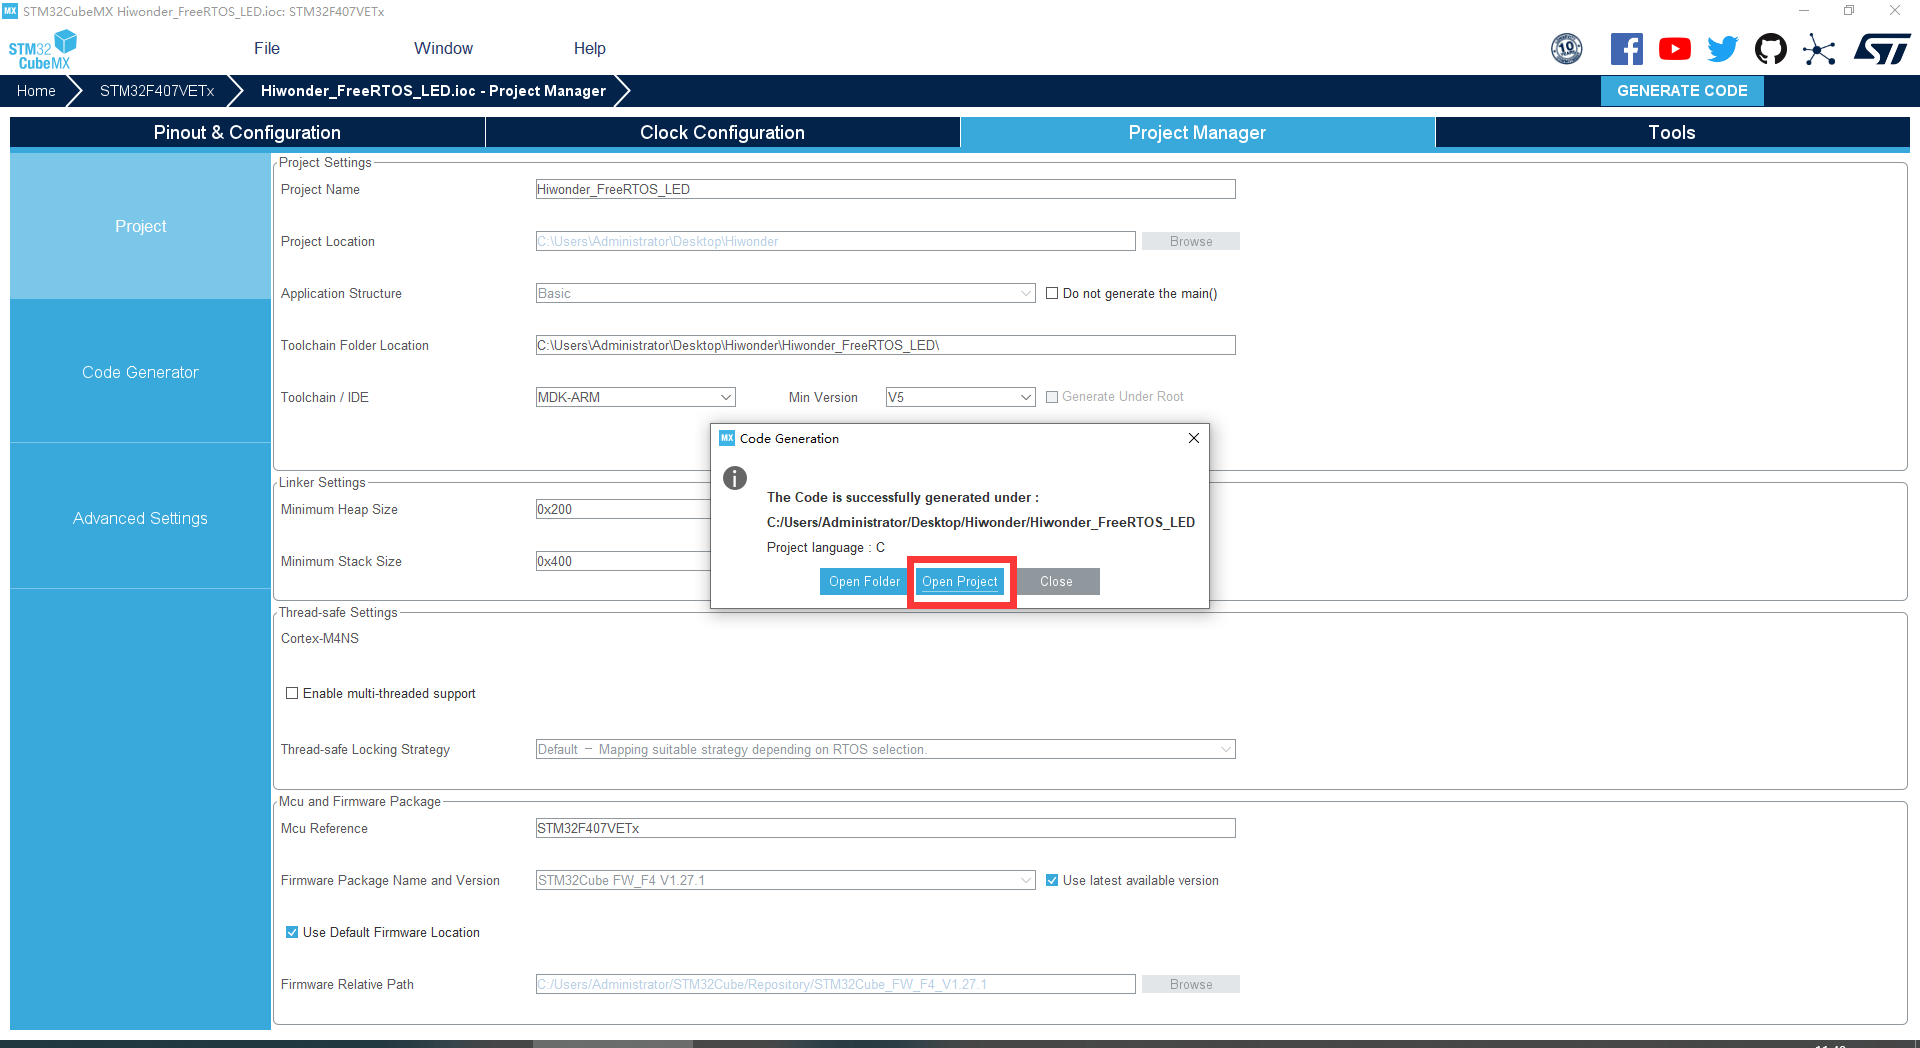 MX STM32CubeMX Hiwonder_FreeRTOS_LED.ioc: STM32F407VETx
STM32
CubeMX
File Window Help
10
Home STM32F407VETx Hiwonder_FreeRTOS_LED.ioc - Project Manager GENERATE CODE
Pinout & Configuration Clock Configuration Project Manager Tools
Project
Code Generator
Advanced Settings
Project Settings
Project Name Hiwonder_FreeRTOS_LED
Project Location C:\Users\Administrator\Desktop\Hiwonder Browse
Application Structure Basic Do not generate the main()
Toolchain Folder Location C:\Users\Administrator\Desktop\Hiwonder\Hiwonder_FreeRTOS_LED\
Toolchain / IDE MDK-ARM Min Version V5 Generate Under Root
MX Code Generation
The Code is successfully generated under :
C:/Users/Administrator/Desktop/Hiwonder/Hiwonder_FreeRTOS_LED
Project language : C
Open Folder Open Project Close
Linker Settings
Minimum Heap Size 0x200
Minimum Stack Size 0x400
Thread-safe Settings
Cortex-M4NS
Enable multi-threaded support
Thread-safe Locking Strategy Default – Mapping suitable strategy depending on RTOS selection.
Mcu and Firmware Package
Mcu Reference STM32F407VETx
Firmware Package Name and Version STM32Cube FW_F4 V1.27.1 Use latest available version
Use Default Firmware Location
Firmware Relative Path C:/Users/Administrator/STM32Cube/Repository/STM32Cube_FW_F4_V1.27.1 Browse